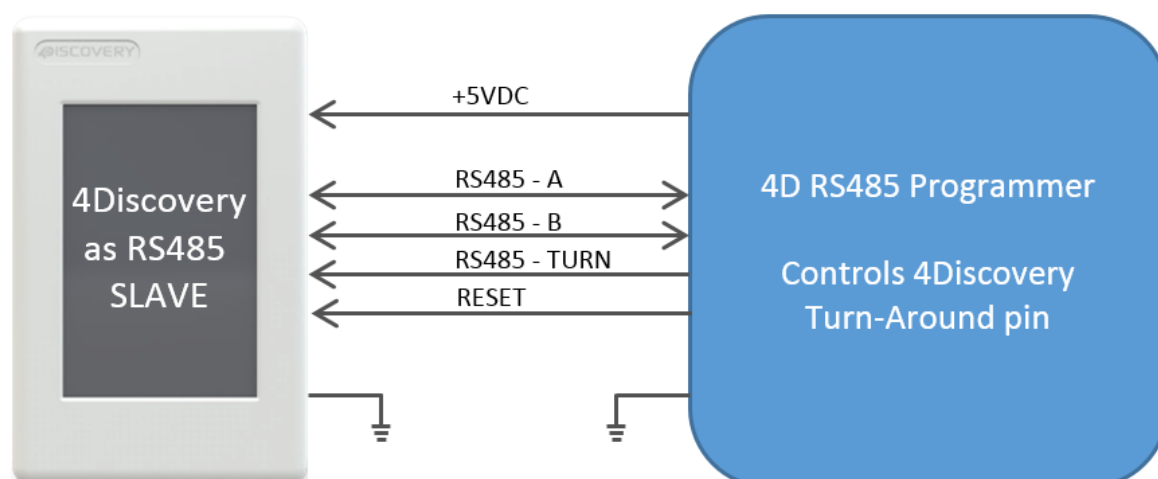 4DISCOVERY
+5VDC
RS485 - A
RS485 - B
RS485 - TURN
RESET
4Discovery
as RS485
SLAVE
4D RS485 Programmer
Controls 4Discovery
Turn-Around pin